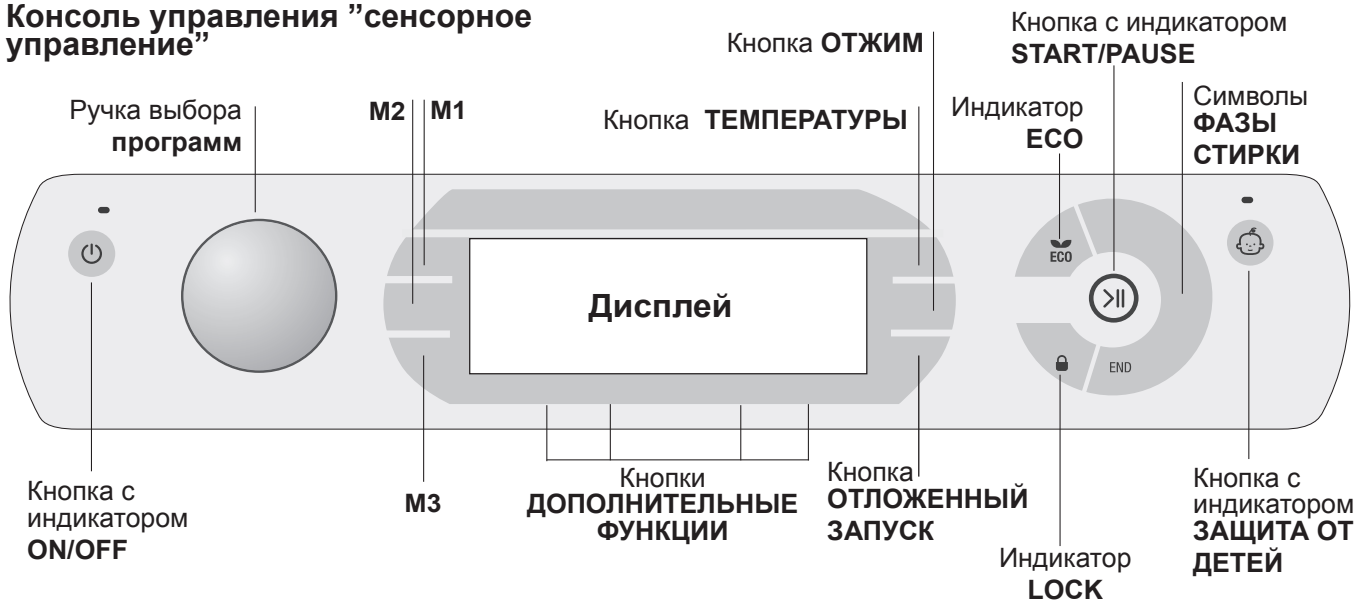 Консоль управления ”сенсорное
управление”
Кнопка ОТЖИМ
Кнопка с индикатором
START/PAUSE
Ручка выбора
программ
M2
M1
Кнопка ТЕМПЕРАТУРЫ
Индикатор
ECO
Символы
ФАЗЫ
СТИРКИ
ECO
Дисплей
END
Кнопка с
индикатором
ON/OFF
M3
Кнопки
ДОПОЛНИТЕЛЬНЫЕ
ФУНКЦИИ
Кнопка
ОТЛОЖЕННЫЙ
ЗАПУСК
Индикатор
LOCK
Кнопка с
индикатором
ЗАЩИТА ОТ
ДЕТЕЙ